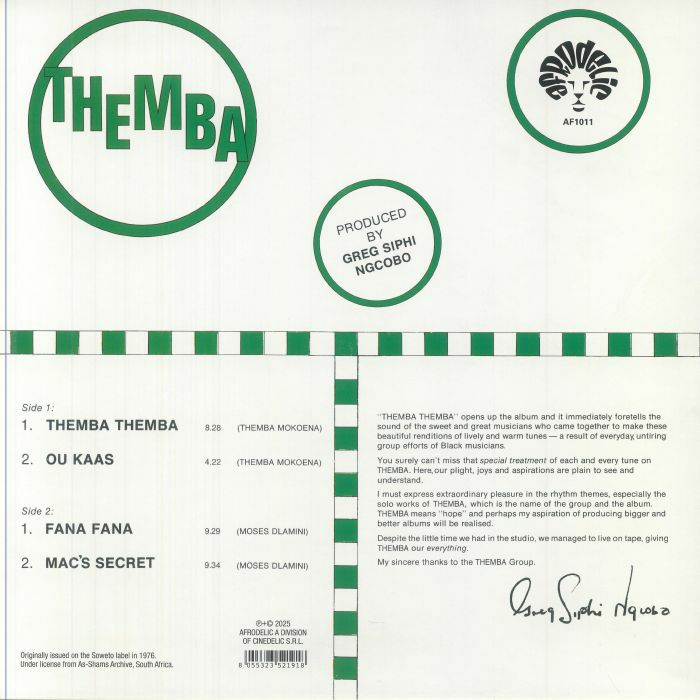 THEMBA
afrodelic
AF1011
PRODUCED
BY
GREG SIPHI
NGCOBO
Side 1:
1. THEMBA THEMBA 8.28 (THEMBA MOKOENA)
2. OU KAAS 4.22 (THEMBA MOKOENA)
Side 2:
1. FANA FANA 9.29 (MOSES DLAMINI)
2. MAC'S SECRET 9.34 (MOSES DLAMINI)
℗+© 2025
AFRODELIC A DIVISION
OF CINEDELIC S.R.L.
8 055323 521918
Originally issued on the Soweto label in 1976.
Under license from As-Shams Archive, South Africa.
"THEMBA THEMBA" opens up the album and it immediately foretells the
sound of the sweet and great musicians who came together to make these
beautiful renditions of lively and warm tunes — a result of everyday, untiring
group efforts of Black musicians.
You surely can't miss that special treatment of each and every tune on
THEMBA. Here, our plight, joys and aspirations are plain to see and
understand.
I must express extraordinary pleasure in the rhythm themes, especially the
solo works of THEMBA, which is the name of the group and the album.
THEMBA means "hope" and perhaps my aspiration of producing bigger and
better albums will be realised.
Despite the little time we had in the studio, we managed to live on tape, giving
THEMBA our everything.
My sincere thanks to the THEMBA Group.
Greg Siphi Ngcobo